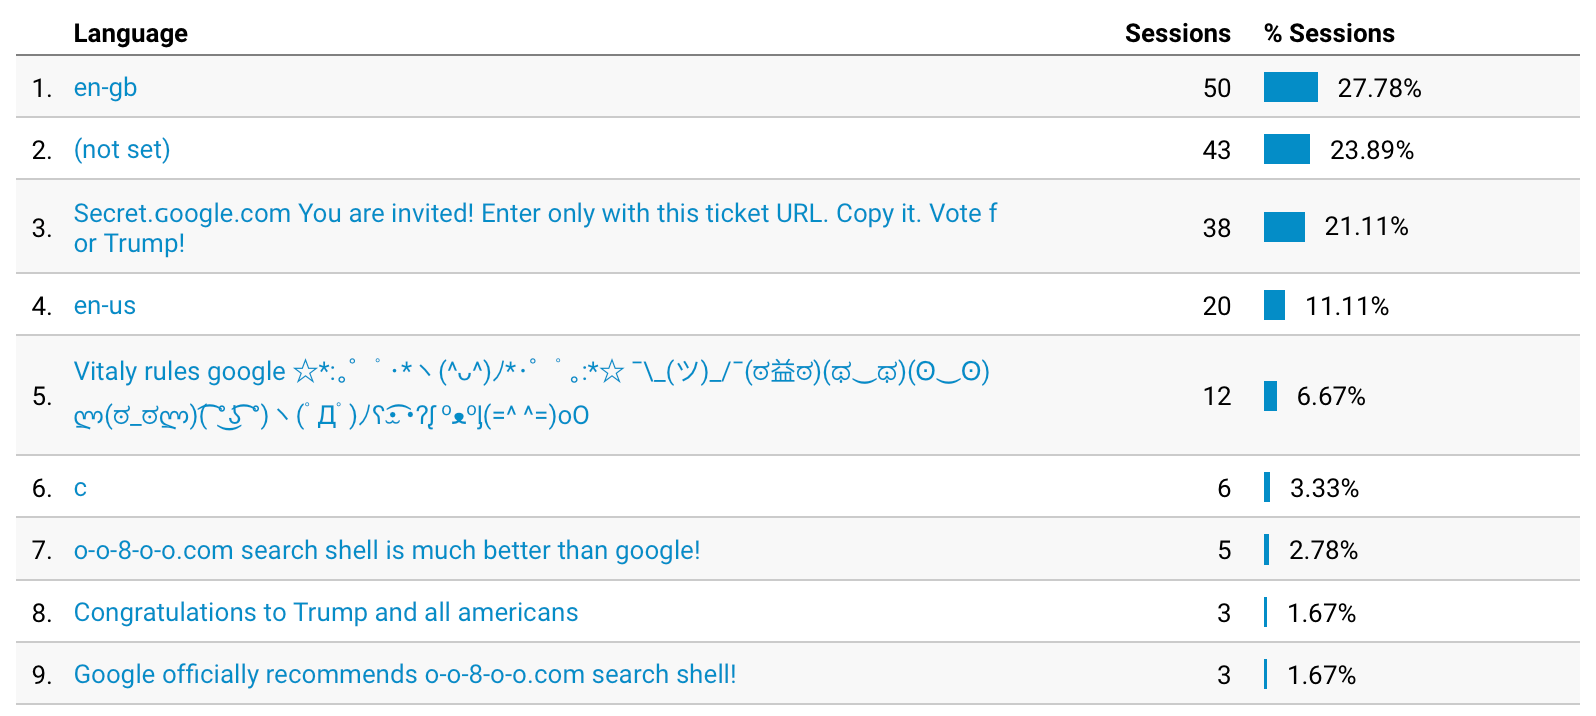 Language Sessions % Sessions
1. en-gb 50 27.78%
2. (not set) 43 23.89%
3. Secret.ɢoogle.com You are invited! Enter only with this ticket URL. Copy it. Vote f
or Trump! 38 21.11%
4. en-us 20 11.11%
5. Vitaly rules google ☆*:｡゜゚･*ヽ(^ᴗ^)ﾉ*･゜゚｡:*☆ ¯\_(ツ)_/¯(ಠ益ಠ)(ಥ‿ಥ)(ʘ‿ʘ)
ლ(ಠ_ಠლ)( ͡° ͜ʖ ͡°)ヽ(ﾟДﾟ)ﾉʕ•̫͡•ʔᶘ ᵒᴥᵒᶅ(=^ ^=)oO 12 6.67%
6. c 6 3.33%
7. o-o-8-o-o.com search shell is much better than google! 5 2.78%
8. Congratulations to Trump and all americans 3 1.67%
9. Google officially recommends o-o-8-o-o.com search shell! 3 1.67%